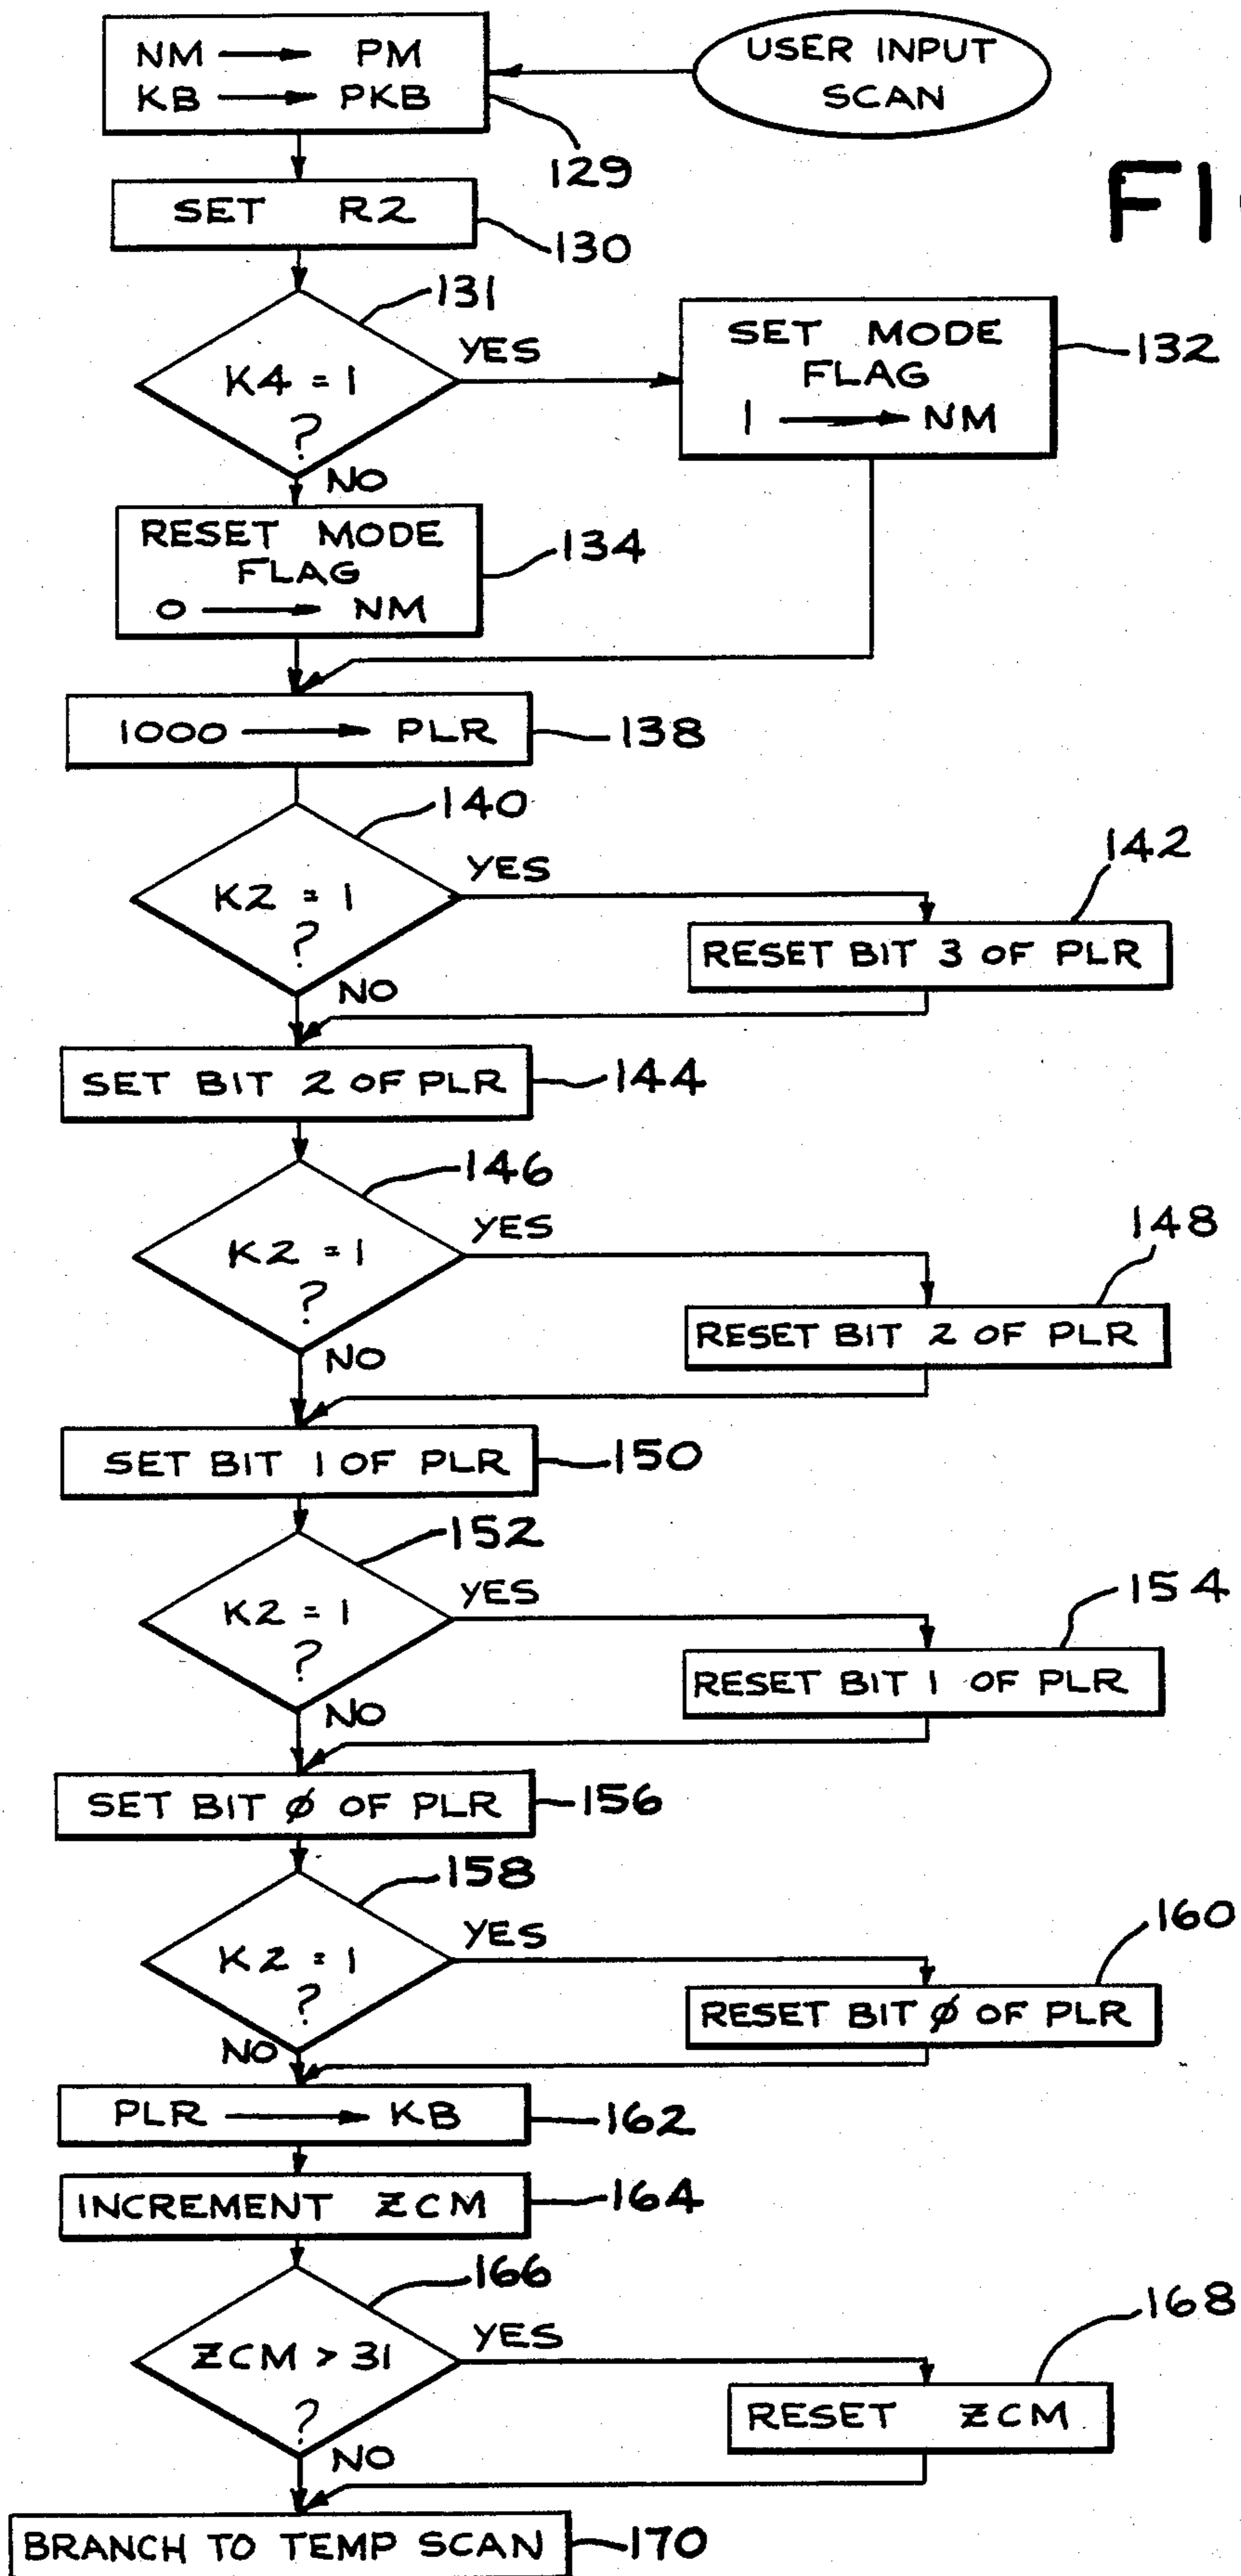 NM → PM
KB → PKB
USER INPUT
SCAN
129
FI
SET R2
130
131
K4 = 1
?
YES
NO
SET MODE
FLAG
1 → NM
132
RESET MODE
FLAG
0 → NM
134
1000 → PLR
138
140
K2 = 1
?
YES
NO
142
RESET BIT 3 OF PLR
SET BIT 2 OF PLR
144
146
K2 = 1
?
YES
NO
148
RESET BIT 2 OF PLR
SET BIT 1 OF PLR
150
152
K2 = 1
?
YES
NO
154
RESET BIT 1 OF PLR
SET BIT Ø OF PLR
156
158
K2 = 1
?
YES
NO
160
RESET BIT Ø OF PLR
PLR → KB
162
INCREMENT ZCM
164
166
ZCM > 31
?
YES
NO
168
RESET ZCM
BRANCH TO TEMP SCAN
170